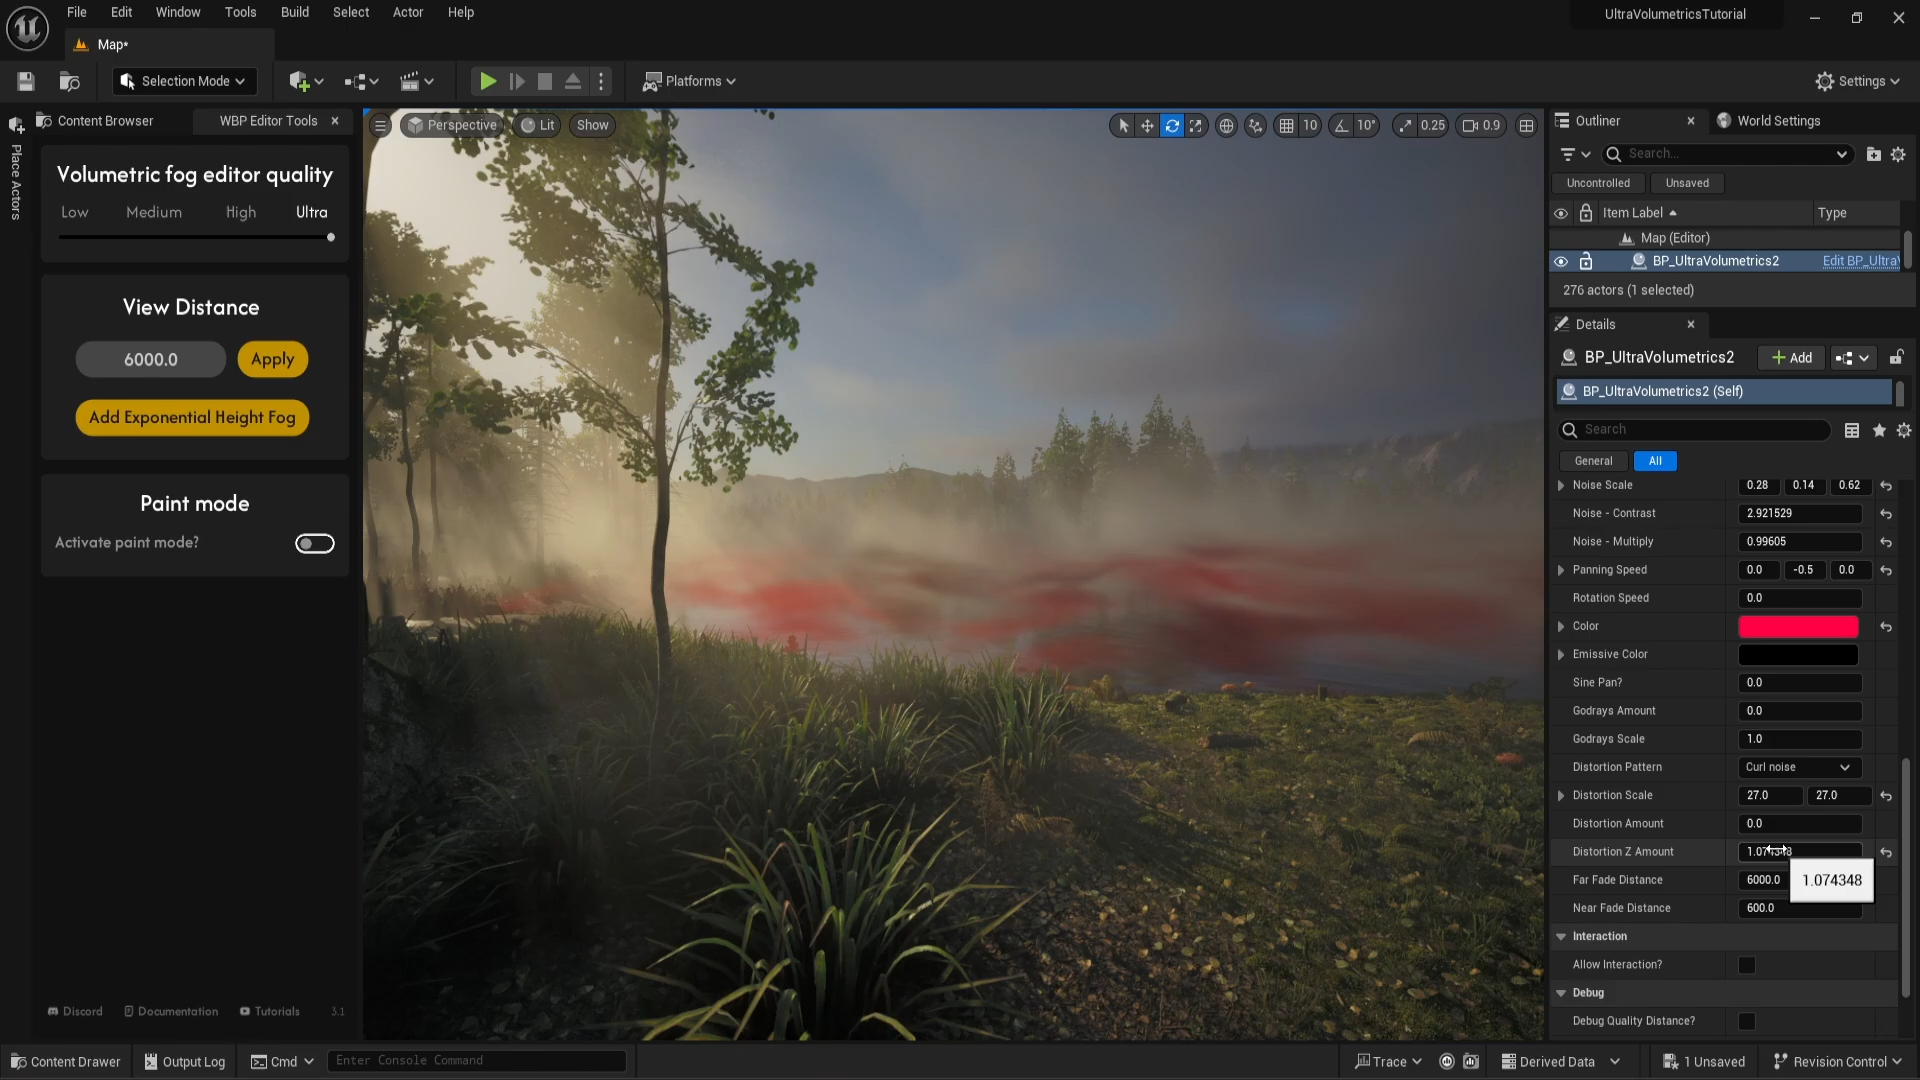 File Edit Window Tools Build Select Actor Help
UltraVolumetricsTutorial
Map*
Selection Mode
Platforms
Settings
Place Actors
Content Browser
WBP Editor Tools
Volumetric fog editor quality
Low Medium High Ultra
View Distance
6000.0 Apply
Add Exponential Height Fog
Paint mode
Activate paint mode?
Discord Documentation Tutorials 3.1
Perspective Lit Show
10 10° 0.25 0.9
Outliner
World Settings
Search...
Uncontrolled Unsaved
Item Label Type
Map (Editor)
BP_UltraVolumetrics2 Edit BP_Ultra
276 actors (1 selected)
Details
BP_UltraVolumetrics2
Add
BP_UltraVolumetrics2 (Self)
Search
General All
Noise Scale 0.28 0.14 0.62
Noise - Contrast 2.921529
Noise - Multiply 0.99605
Panning Speed 0.0 -0.5 0.0
Rotation Speed 0.0
Color
Emissive Color
Sine Pan? 0.0
Godrays Amount 0.0
Godrays Scale 1.0
Distortion Pattern Curl noise
Distortion Scale 27.0 27.0
Distortion Amount 0.0
Distortion Z Amount 1.074348
1.074348
Far Fade Distance 6000.0
Near Fade Distance 600.0
Interaction
Allow Interaction?
Debug
Debug Quality Distance?
Content Drawer Output Log Cmd Enter Console Command
Trace Derived Data 1 Unsaved Revision Control